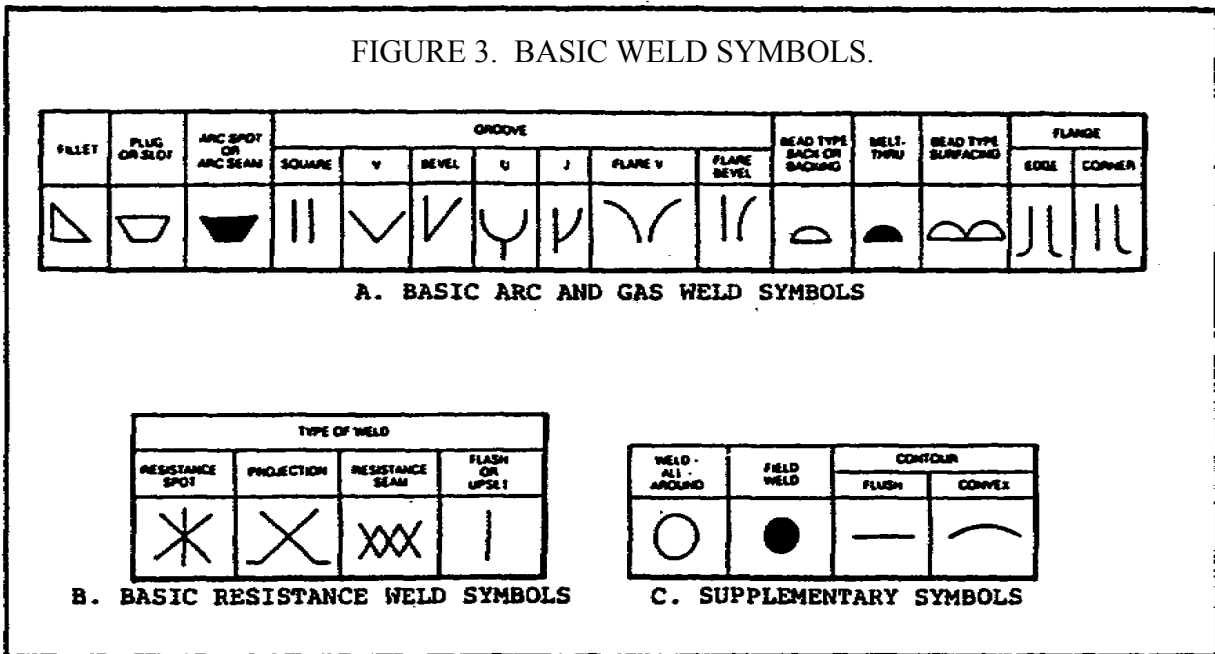 FIGURE 3. BASIC WELD SYMBOLS.
FILLET
PLUG
OR SLOT
ARC SPOT
OR
ARC SEAM
GROOVE
SQUARE
V
BEVEL
U
J
FLARE V
FLARE
BEVEL
BEAD TYPE
BACK OR
BACKING
MELT-
THRU
BEAD TYPE
SURFACING
FLANGE
EDGE
CORNER
A. BASIC ARC AND GAS WELD SYMBOLS
TYPE OF WELD
RESISTANCE
SPOT
PROJECTION
RESISTANCE
SEAM
FLASH
OR
UPSET
B. BASIC RESISTANCE WELD SYMBOLS
WELD -
ALL -
AROUND
FIELD
WELD
CONTOUR
FLUSH
CONVEX
C. SUPPLEMENTARY SYMBOLS